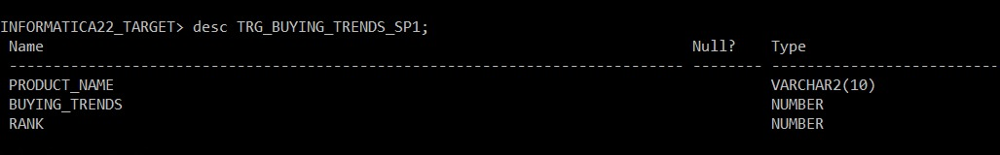 INFORMATICA22_TARGET> desc TRG_BUYING_TRENDS_SP1;
Name Null? Type
----------------------------------------------------------------------------- -------- ----------------------------
PRODUCT_NAME VARCHAR2(10)
BUYING_TRENDS NUMBER
RANK NUMBER